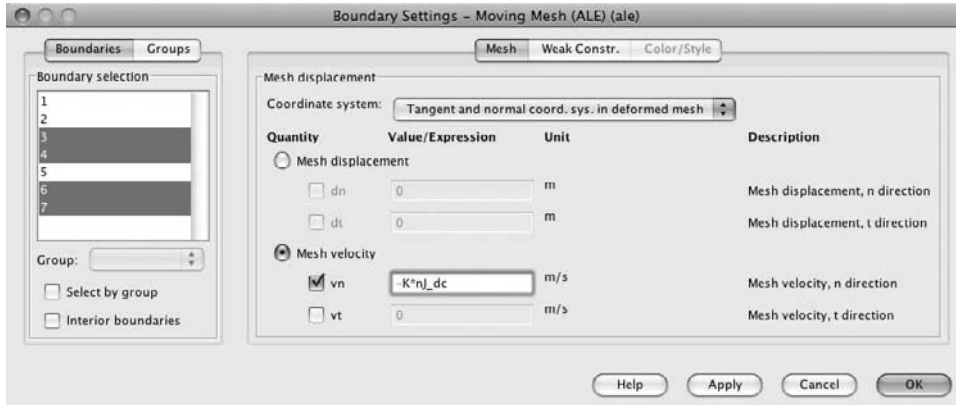 Boundary Settings – Moving Mesh (ALE) (ale)
Boundaries Groups
Boundary selection
1
2
3
4
5
6
7
Group:
Select by group
Interior boundaries
Mesh Weak Constr. Color/Style
Mesh displacement
Coordinate system: Tangent and normal coord. sys. in deformed mesh
Quantity Value/Expression Unit Description
Mesh displacement
dn 0 m Mesh displacement, n direction
dt 0 m Mesh displacement, t direction
Mesh velocity
vn -K*nJ_dc m/s Mesh velocity, n direction
vt 0 m/s Mesh velocity, t direction
Help Apply Cancel OK